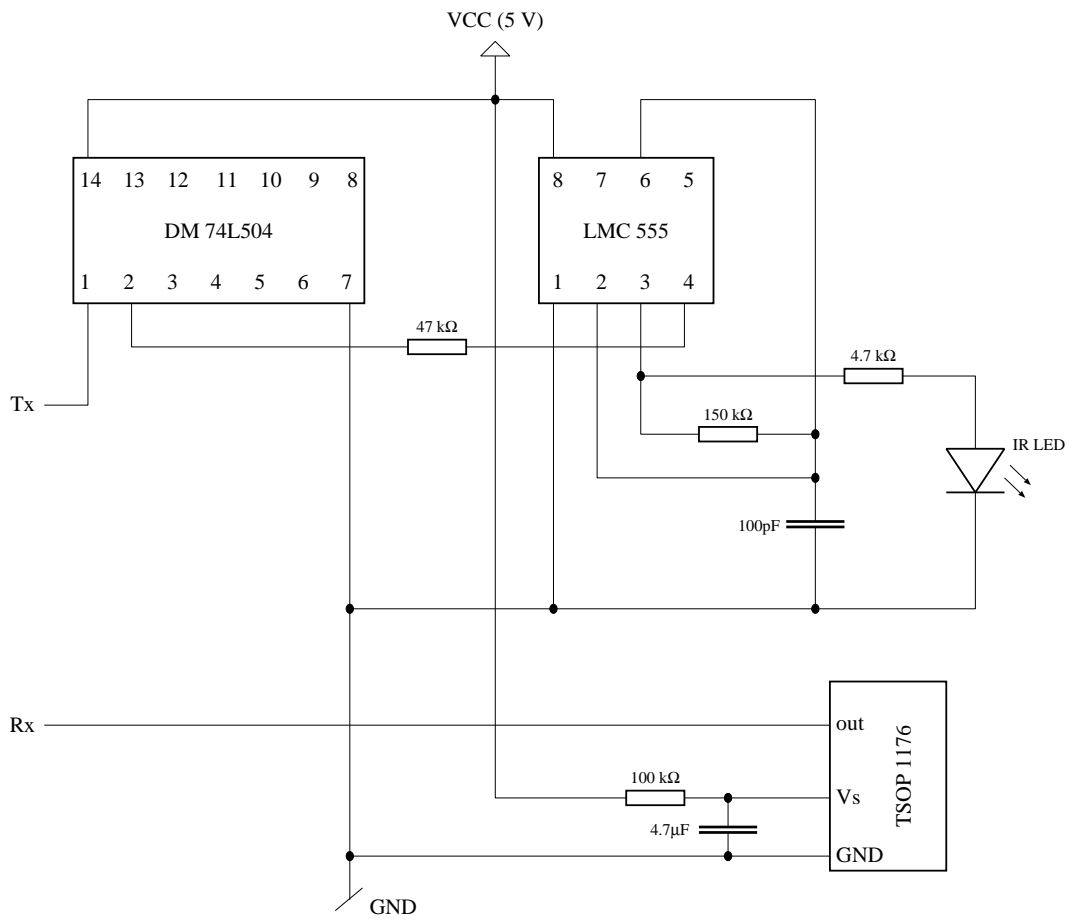 VCC (5 V)
14 13 12 11 10 9 8
DM 74L504
1 2 3 4 5 6 7
8 7 6 5
LMC 555
1 2 3 4
47 kΩ
4.7 kΩ
Tx
150 kΩ
IR LED
100pF
Rx
out
TSOP 1176
100 kΩ
Vs
4.7µF
GND
GND